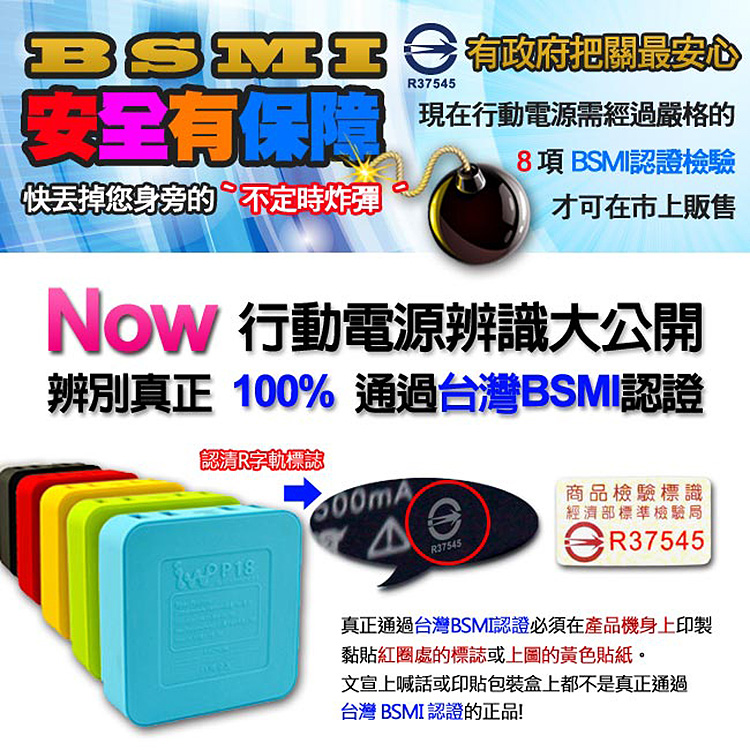 BSMI
R37545
有政府把關最安心
安全有保障
現在行動電源需經過嚴格的
8項 BSMI認證檢驗
快丟掉您身旁的｀不定時炸彈ˊ
才可在市上販售
Now 行動電源辨識大公開
辨別真正 100% 通過台灣BSMI認證
認清R字軌標誌
500mA
R37545
商品檢驗標識
經濟部標準檢驗局
R37545
P18
真正通過台灣BSMI認證必須在產品機身上印製
黏貼紅圈處的標誌或上圖的黃色貼紙。
文宣上喊話或印貼包裝盒上都不是真正通過
台灣 BSMI 認證的正品!